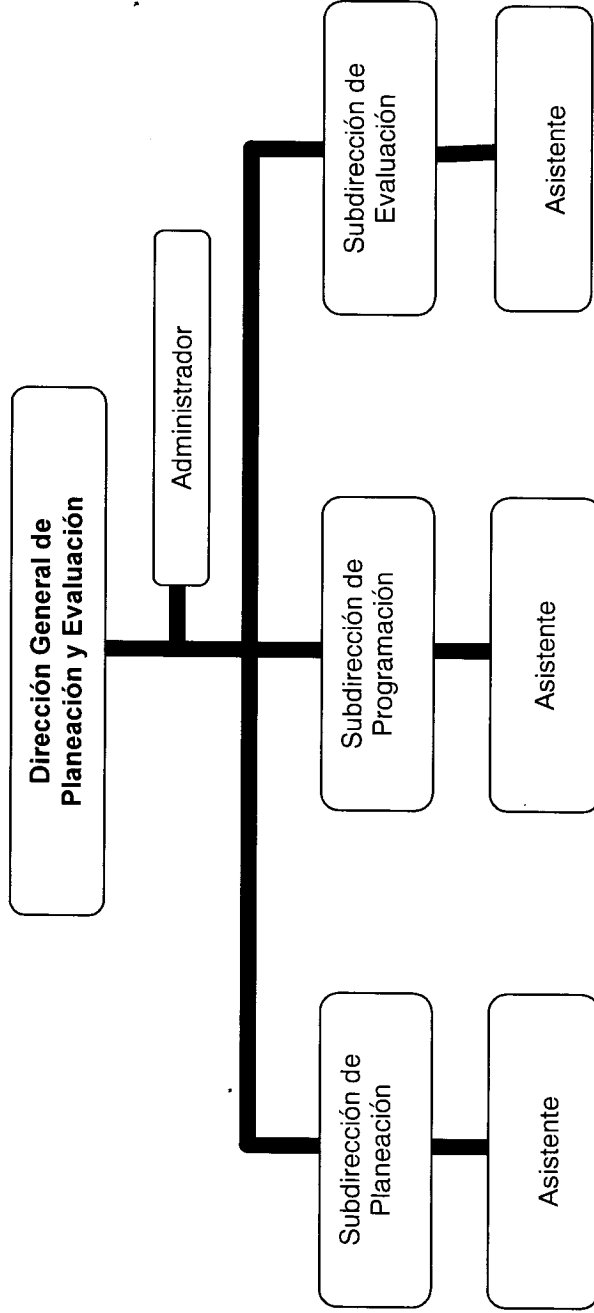 Dirección General de
Planeación y Evaluación
Administrador
Subdirección de
Planeación
Subdirección de
Programación
Subdirección de
Evaluación
Asistente
Asistente
Asistente